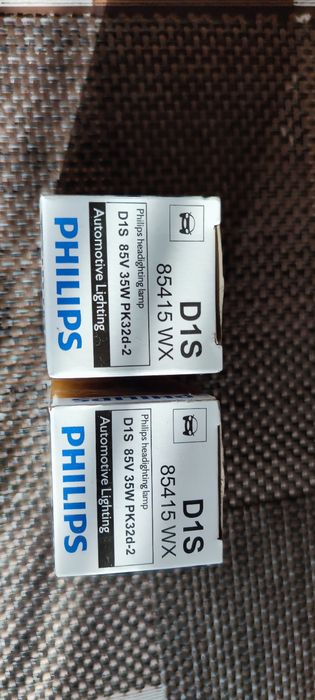 D1S
85415 WX
Philips headlighting lamp
D1S 85V 35W PK32d-2
Automotive Lighting
PHILIPS
D1S
85415 WX
Philips headlighting lamp
D1S 85V 35W PK32d-2
Automotive Lighting
PHILIPS